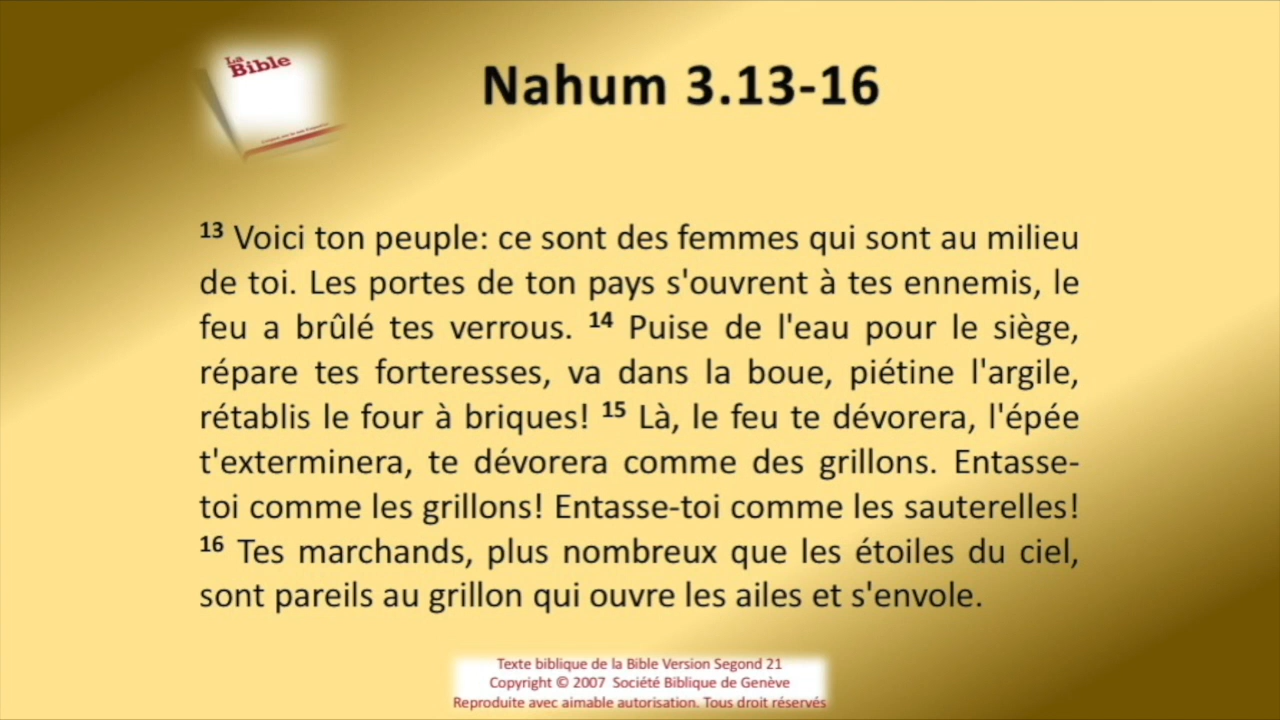 La
Bible
Nahum 3.13-16
13 Voici ton peuple: ce sont des femmes qui sont au milieu
de toi. Les portes de ton pays s'ouvrent à tes ennemis, le
feu a brûlé tes verrous. 14 Puise de l'eau pour le siège,
répare tes forteresses, va dans la boue, piétine l'argile,
rétablis le four à briques! 15 Là, le feu te dévorera, l'épée
t'exterminera, te dévorera comme des grillons. Entasse-
toi comme les grillons! Entasse-toi comme les sauterelles!
16 Tes marchands, plus nombreux que les étoiles du ciel,
sont pareils au grillon qui ouvre les ailes et s'envole.
Texte biblique de la Bible Version Segond 21
Copyright © 2007 Société Biblique de Genève
Reproduite avec aimable autorisation. Tous droit réservés